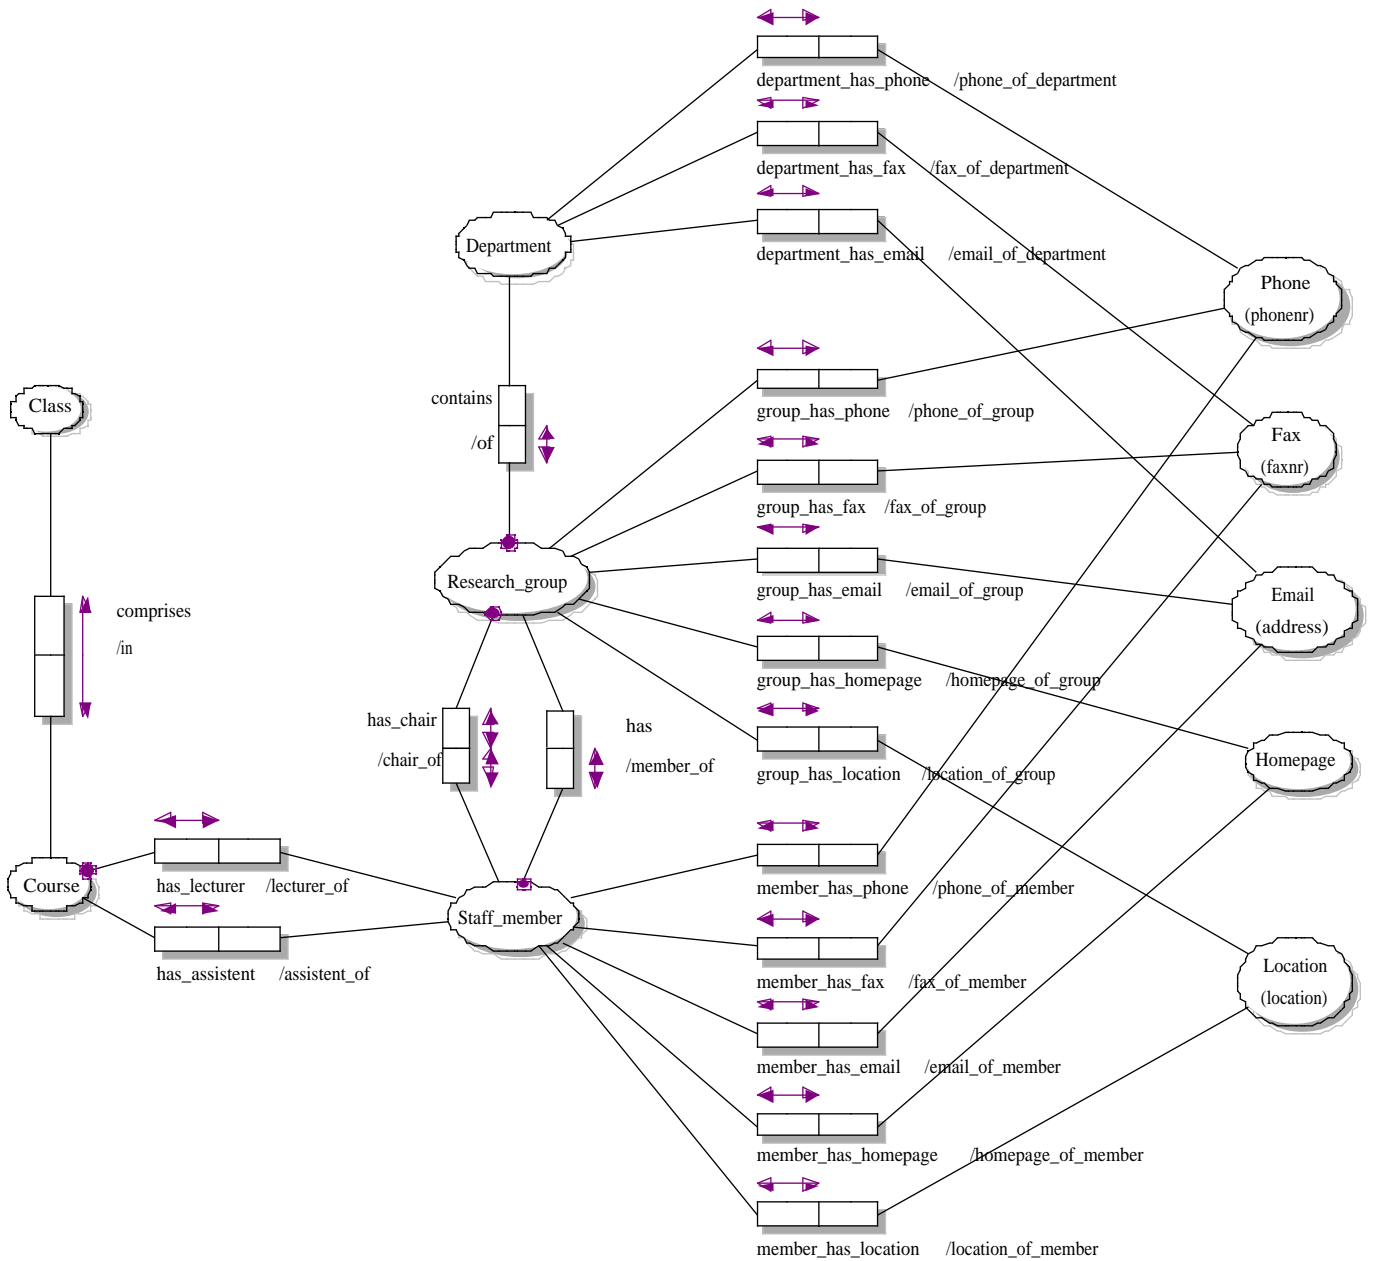 department_has_phone /phone_of_department
department_has_fax /fax_of_department
Department
department_has_email /email_of_department
Phone
(phonenr)
contains
/of
Class
group_has_phone /phone_of_group
Fax
(faxnr)
group_has_fax /fax_of_group
Research_group
group_has_email /email_of_group
Email
(address)
comprises
/in
group_has_homepage /homepage_of_group
has_chair
/chair_of
has
/member_of
group_has_location /location_of_group
Homepage
Course
has_lecturer /lecturer_of
member_has_phone /phone_of_member
Staff_member
has_assistent /assistent_of
member_has_fax /fax_of_member
Location
(location)
member_has_email /email_of_member
member_has_homepage /homepage_of_member
member_has_location /location_of_member